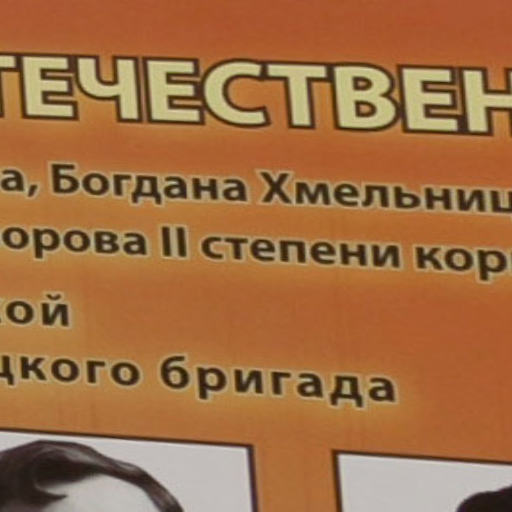 ТЕЧЕСТВЕН
а, Богдана Хмельниц
орова II степени кор
кой
цкого бригада